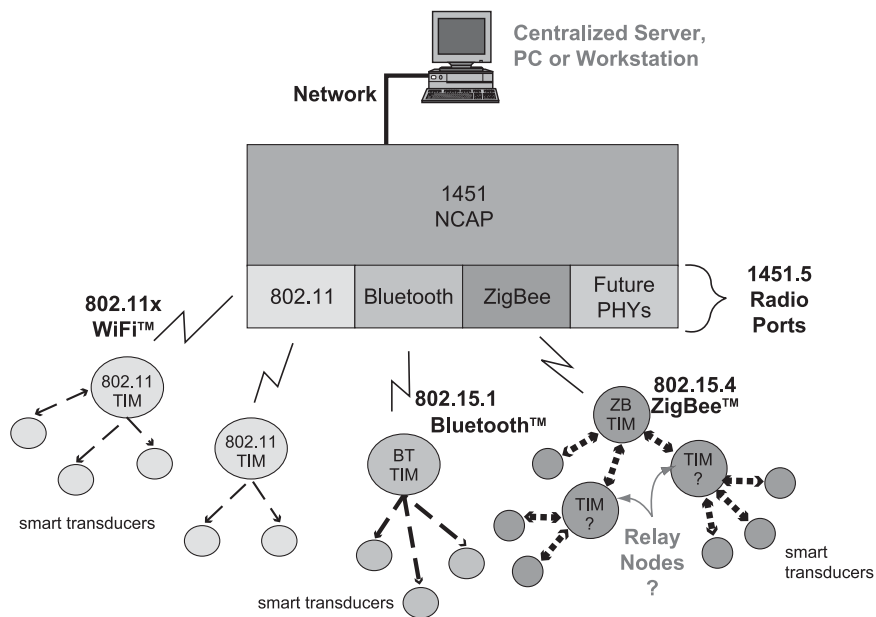 Centralized Server,
PC or Workstation
Network
1451
NCAP
802.11
Bluetooth
ZigBee
Future
PHYs
1451.5
Radio
Ports
802.11x
WiFi™
802.11
TIM
smart transducers
802.11
TIM
802.15.1
Bluetooth™
BT
TIM
smart transducers
802.15.4
ZigBee™
ZB
TIM
TIM
?
TIM
?
Relay
Nodes
?
smart
transducers